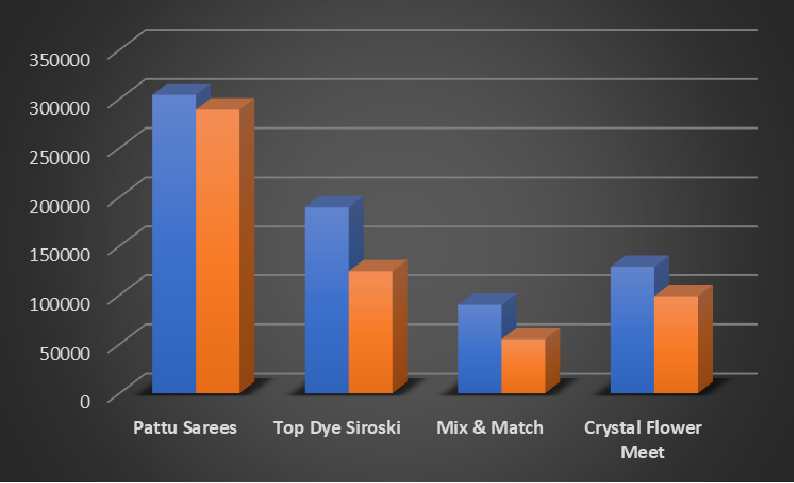 350000
300000
250000
200000
150000
100000
50000
0
Pattu Sarees
Top Dye Siroski
Mix & Match
Crystal Flower
Meet